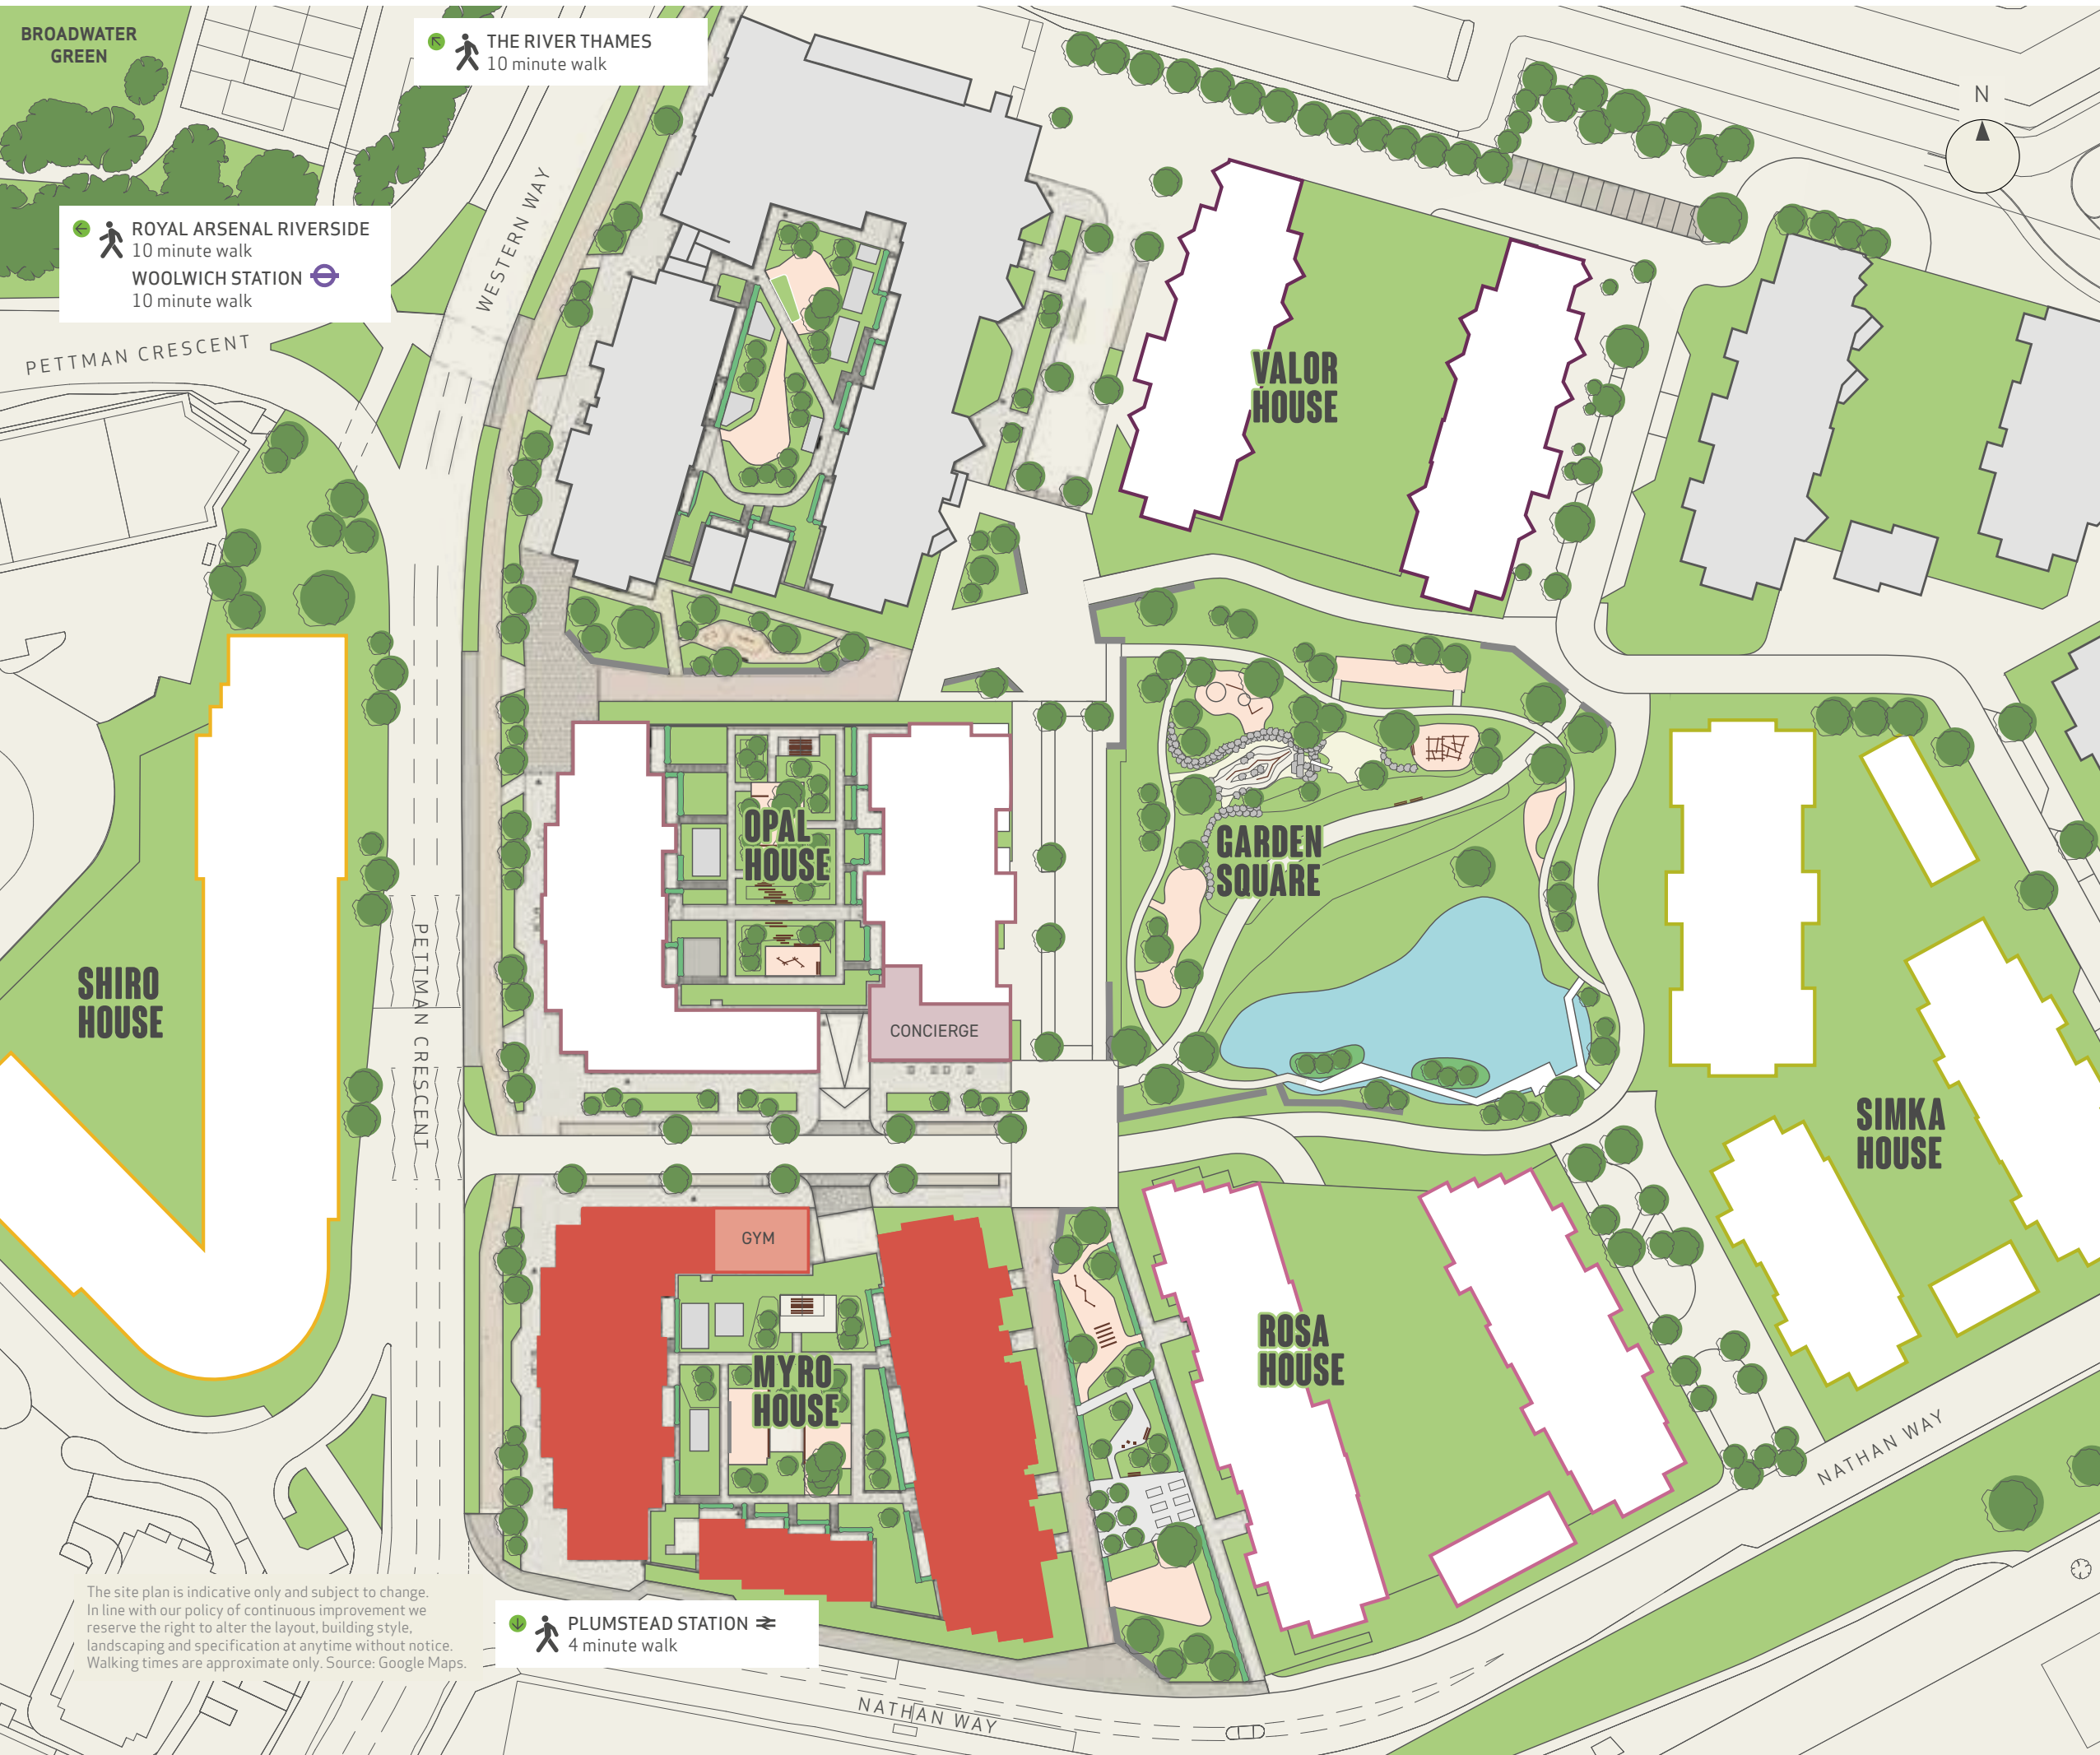 BROADWATER
GREEN
THE RIVER THAMES
10 minute walk
N
ROYAL ARSENAL RIVERSIDE
10 minute walk
WOOLWICH STATION
10 minute walk
WESTERN WAY
PETTMAN CRESCENT
VALOR
HOUSE
OPAL
HOUSE
GARDEN
SQUARE
SHIRO
HOUSE
PETTMAN CRESCENT
CONCIERGE
SIMKA
HOUSE
GYM
MYRO
HOUSE
ROSA
HOUSE
NATHAN WAY
The site plan is indicative only and subject to change.
In line with our policy of continuous improvement we
reserve the right to alter the layout, building style,
landscaping and specification at anytime without notice.
Walking times are approximate only. Source: Google Maps.
PLUMSTEAD STATION
4 minute walk
NATHAN WAY